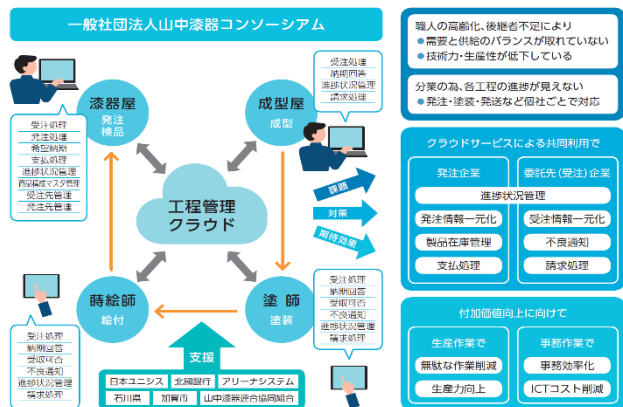 一般社団法人山中漆器コンソーシアム
漆器屋
発注
検品
受注処理
発注処理
希望納期
支払処理
進捗状況管理
商品構成マスタ管理
受注先管理
発注先管理
成型屋
成型
受注処理
納期回答
進捗状況管理
請求処理
工程管理
クラウド
蒔絵師
絵付
受注処理
納期回答
受取可否
不良通知
進捗状況管理
請求処理
塗師
塗装
受注処理
納期回答
受取可否
不良通知
進捗状況管理
請求処理
支援
日本ユニシス
北國銀行
アリーナシステム
石川県
加賀市
山中漆器連合協同組合
課題
対策
期待効果
職人の高齢化、後継者不足により
●需要と供給のバランスが取れていない
●技術力・生産性が低下している
分業の為、各工程の進捗が見えない
●発注・塗装・発送など個社ごとで対応
クラウドサービスによる共同利用で
発注企業
委託先(受注)企業
進捗状況管理
発注情報一元化
受注情報一元化
製品在庫管理
不良通知
支払処理
請求処理
付加価値向上に向けて
生産作業で
事務作業で
無駄な作業削減
事務効率化
生産力向上
ICTコスト削減